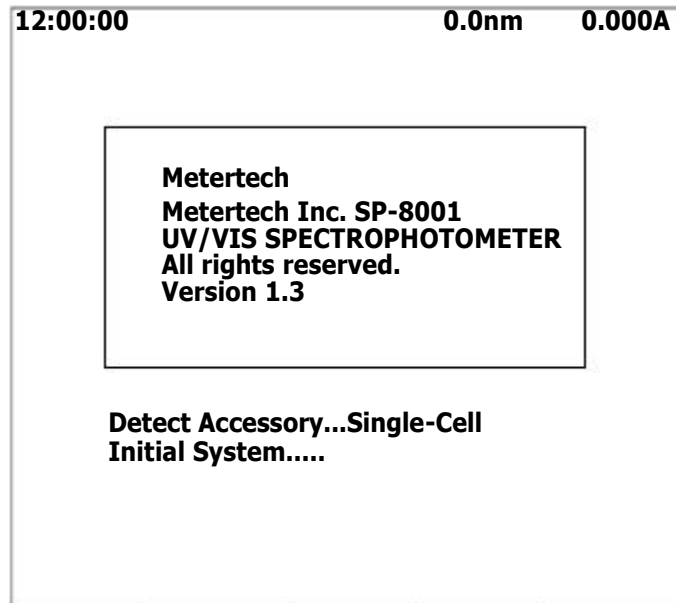 12:00:00 0.0nm 0.000A
Metertech
Metertech Inc. SP-8001
UV/VIS SPECTROPHOTOMETER
All rights reserved.
Version 1.3
Detect Accessory...Single-Cell
Initial System.....